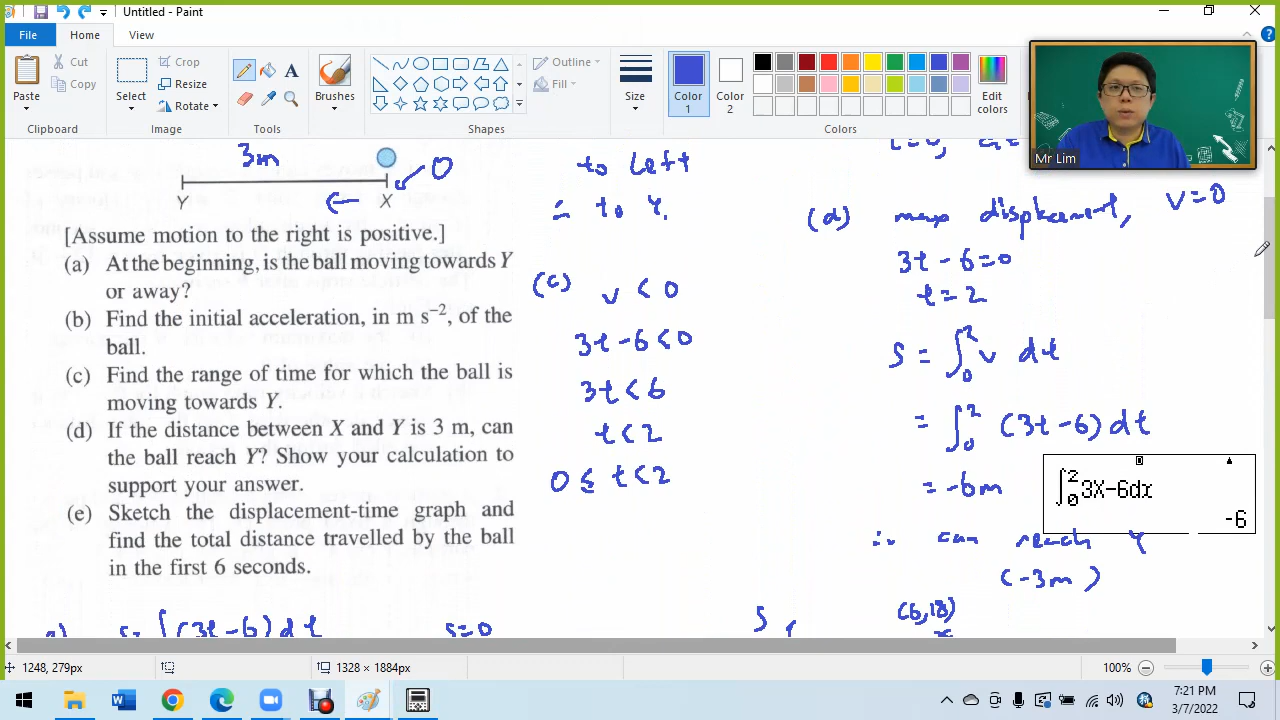 Untitled - Paint
File Home View
Paste
Cut
Copy
Clipboard
Select
Crop
Resize
Rotate
Image
A
Tools
Brushes
Shapes
Outline
Fill
Size
Color 1
Color 2
Edit colors
Colors
Mr Lim
3m
O
Y
X
[Assume motion to the right is positive.]
(a) At the beginning, is the ball moving towards Y
or away?
(b) Find the initial acceleration, in m s⁻², of the
ball.
(c) Find the range of time for which the ball is
moving towards Y.
(d) If the distance between X and Y is 3 m, can
the ball reach Y? Show your calculation to
support your answer.
(e) Sketch the displacement-time graph and
find the total distance travelled by the ball
in the first 6 seconds.
to left
∴ to Y.
(c) v < 0
3t - 6 < 0
3t < 6
t < 2
0 ≤ t < 2
(d) max displacement, v = 0
3t - 6 = 0
t = 2
s = ∫₀² v dt
= ∫₀² (3t - 6) dt
= -6m
∴ can reach Y
(-3m)
∫₀² 3X-6dx
-6
s = ∫(3t - 6) dt
s = 0
S
(6,18)
1248, 279px
1328 × 1884px
100%
7:21 PM
3/7/2022